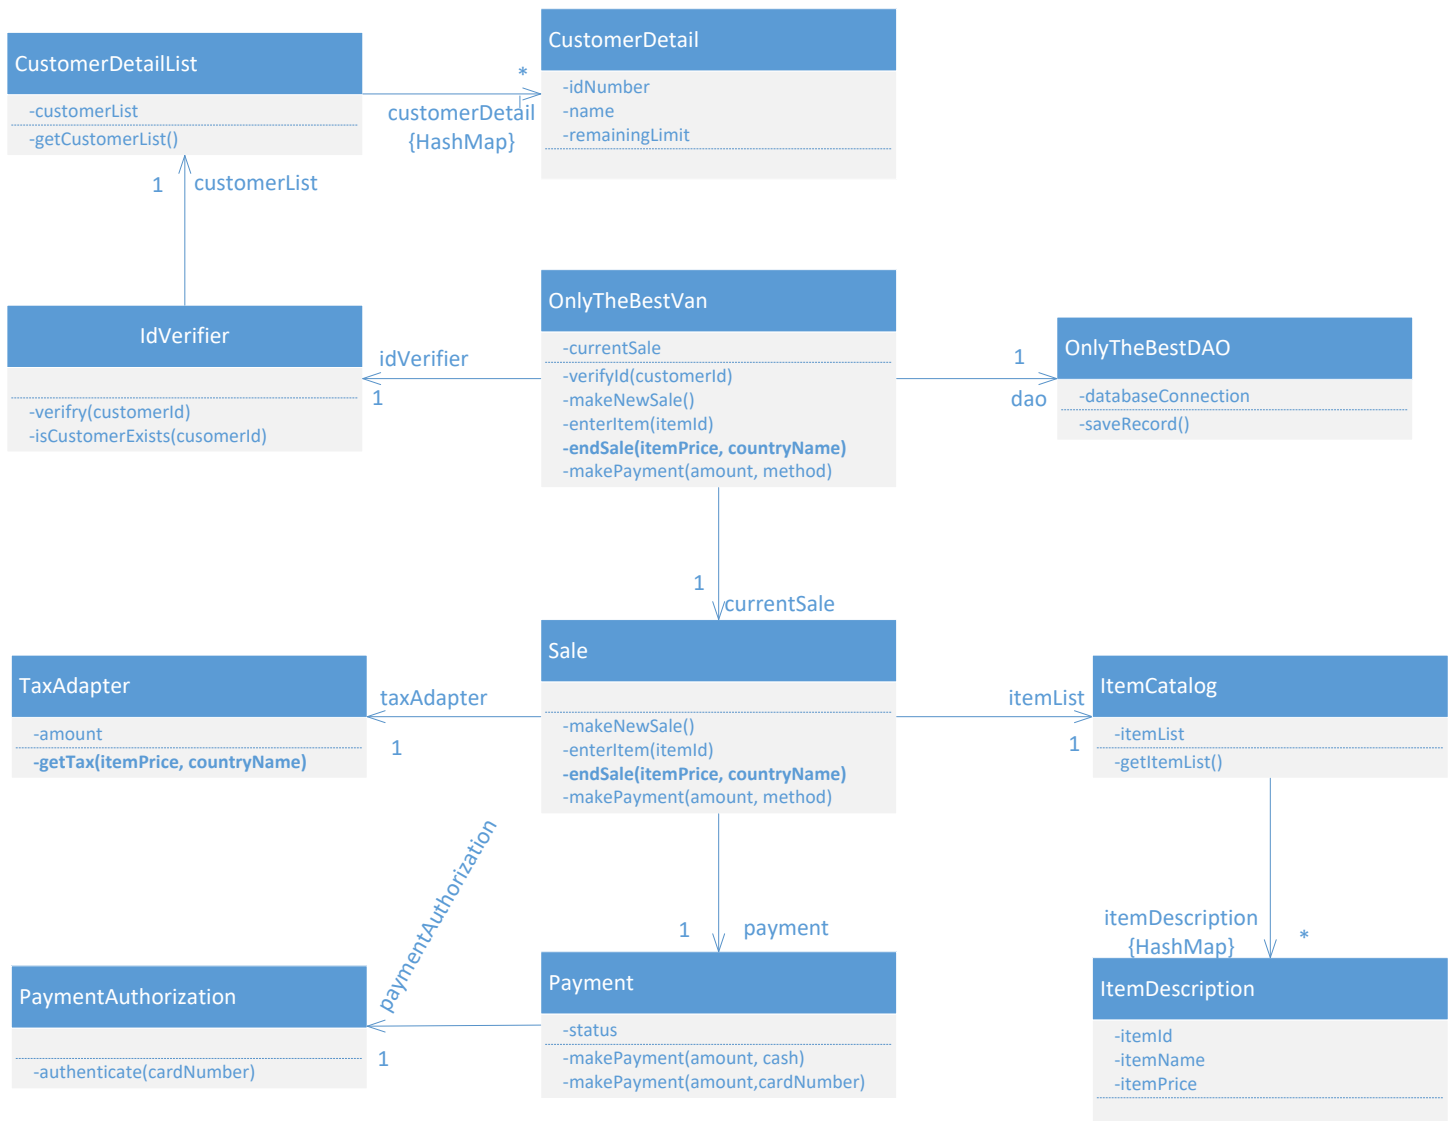 CustomerDetailList
-customerList
-getCustomerList()
*
customerDetail
{HashMap}
CustomerDetail
-idNumber
-name
-remainingLimit
1
customerList
IdVerifier
-verifry(customerId)
-isCustomerExists(cusomerId)
idVerifier
1
OnlyTheBestVan
-currentSale
-verifyId(customerId)
-makeNewSale()
-enterItem(itemId)
-endSale(itemPrice, countryName)
-makePayment(amount, method)
1
dao
OnlyTheBestDAO
-databaseConnection
-saveRecord()
1
currentSale
TaxAdapter
-amount
-getTax(itemPrice, countryName)
taxAdapter
1
Sale
-makeNewSale()
-enterItem(itemId)
-endSale(itemPrice, countryName)
-makePayment(amount, method)
itemList
1
ItemCatalog
-itemList
-getItemList()
paymentAuthorization
1
payment
itemDescription
{HashMap}
*
PaymentAuthorization
-authenticate(cardNumber)
1
Payment
-status
-makePayment(amount, cash)
-makePayment(amount,cardNumber)
ItemDescription
-itemId
-itemName
-itemPrice